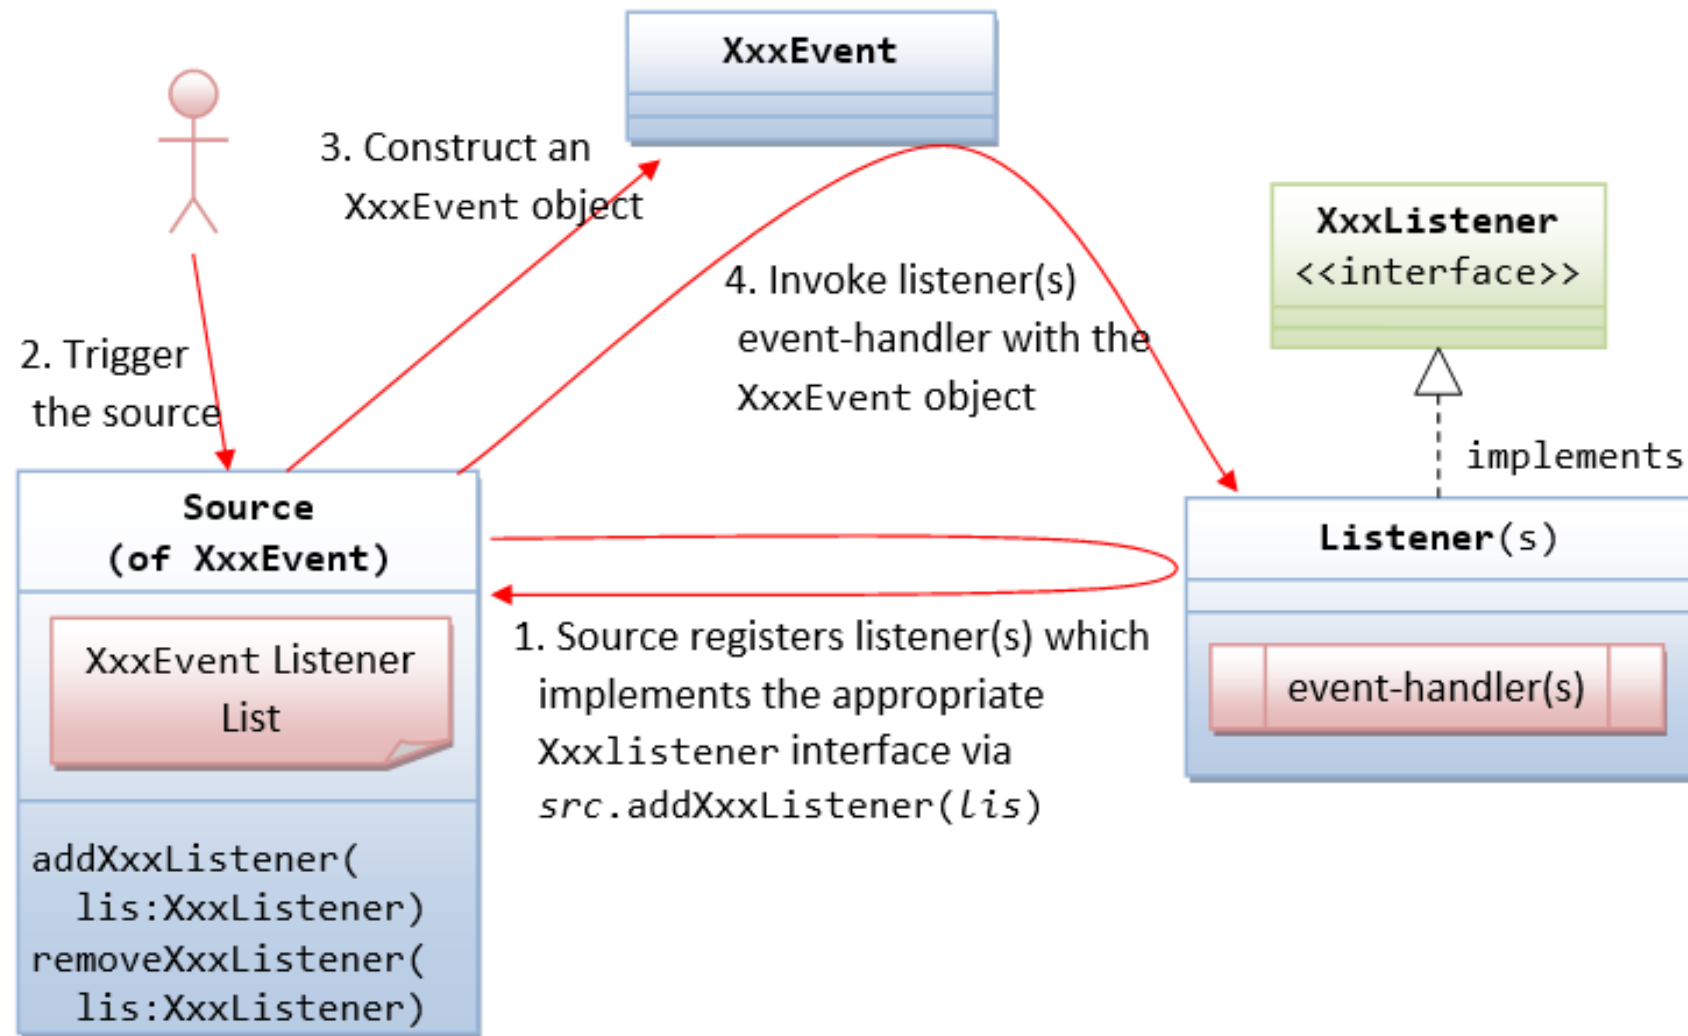 XxxEvent
3. Construct an
XxxEvent object
XxxListener
<<interface>>
4. Invoke listener(s)
event-handler with the
XxxEvent object
2. Trigger
the source
implements
Source
(of XxxEvent)
Listener(s)
XxxEvent Listener
List
1. Source registers listener(s) which
implements the appropriate
Xxxlistener interface via
src.addXxxListener(lis)
event-handler(s)
addXxxListener(
lis:XxxListener)
removeXxxListener(
lis:XxxListener)